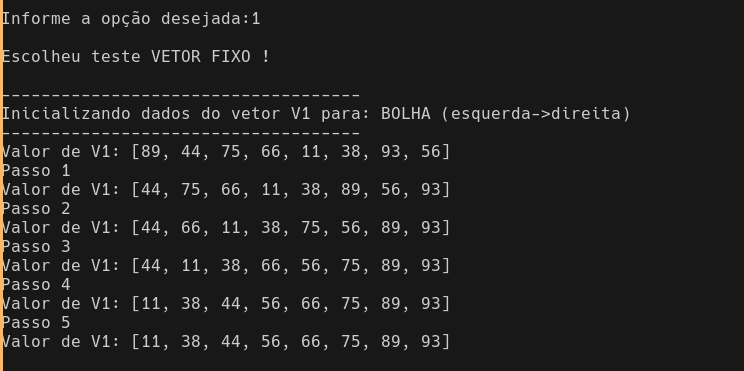 Informe a opção desejada:1
Escolheu teste VETOR FIXO !
------------------------------------
Inicializando dados do vetor V1 para: BOLHA (esquerda->direita)
------------------------------------
Valor de V1: [89, 44, 75, 66, 11, 38, 93, 56]
Passo 1
Valor de V1: [44, 75, 66, 11, 38, 89, 56, 93]
Passo 2
Valor de V1: [44, 66, 11, 38, 75, 56, 89, 93]
Passo 3
Valor de V1: [44, 11, 38, 66, 56, 75, 89, 93]
Passo 4
Valor de V1: [11, 38, 44, 56, 66, 75, 89, 93]
Passo 5
Valor de V1: [11, 38, 44, 56, 66, 75, 89, 93]